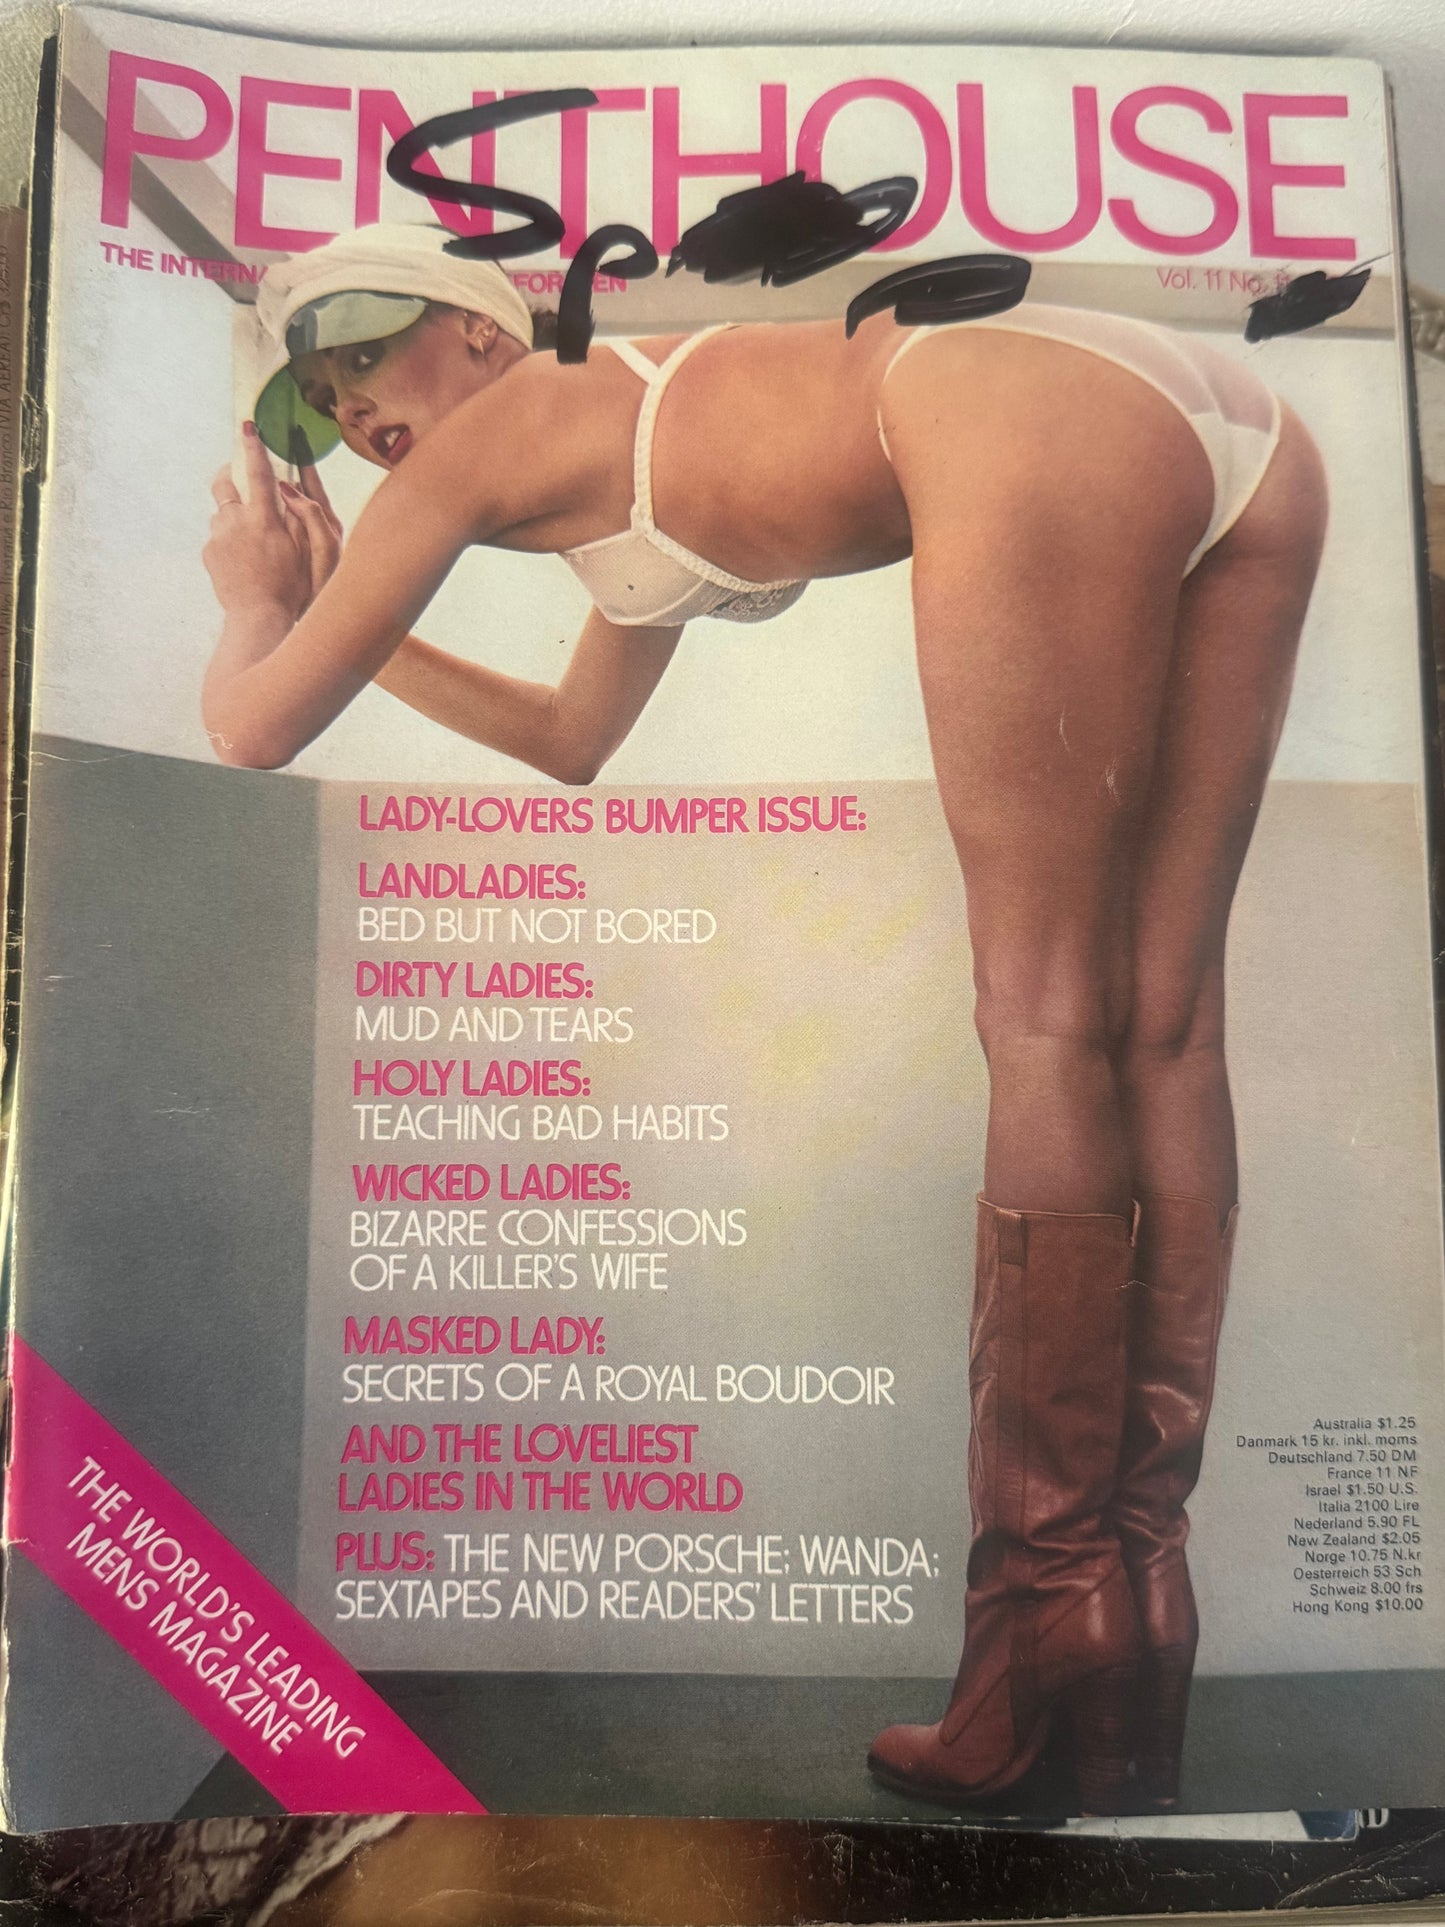 PENTHOUSE
THE INTERNA FOR MEN
Vol. 11 No.
LADY-LOVERS BUMPER ISSUE:
LANDLADIES:
BED BUT NOT BORED
DIRTY LADIES:
MUD AND TEARS
HOLY LADIES:
TEACHING BAD HABITS
WICKED LADIES:
BIZARRE CONFESSIONS
OF A KILLER'S WIFE
MASKED LADY:
SECRETS OF A ROYAL BOUDOIR
AND THE LOVELIEST
LADIES IN THE WORLD
PLUS: THE NEW PORSCHE; WANDA;
SEXTAPES AND READERS' LETTERS
THE WORLD'S LEADING
MENS MAGAZINE
Australia $1.25
Danmark 15 kr. inkl. moms
Deutschland 7.50 DM
France 11 NF
Israel $1.50 U.S.
Italia 2100 Lire
Nederland 5.90 FL
New Zealand $2.05
Norge 10.75 N.kr
Oesterreich 53 Sch
Schweiz 8.00 frs
Hong Kong $10.00